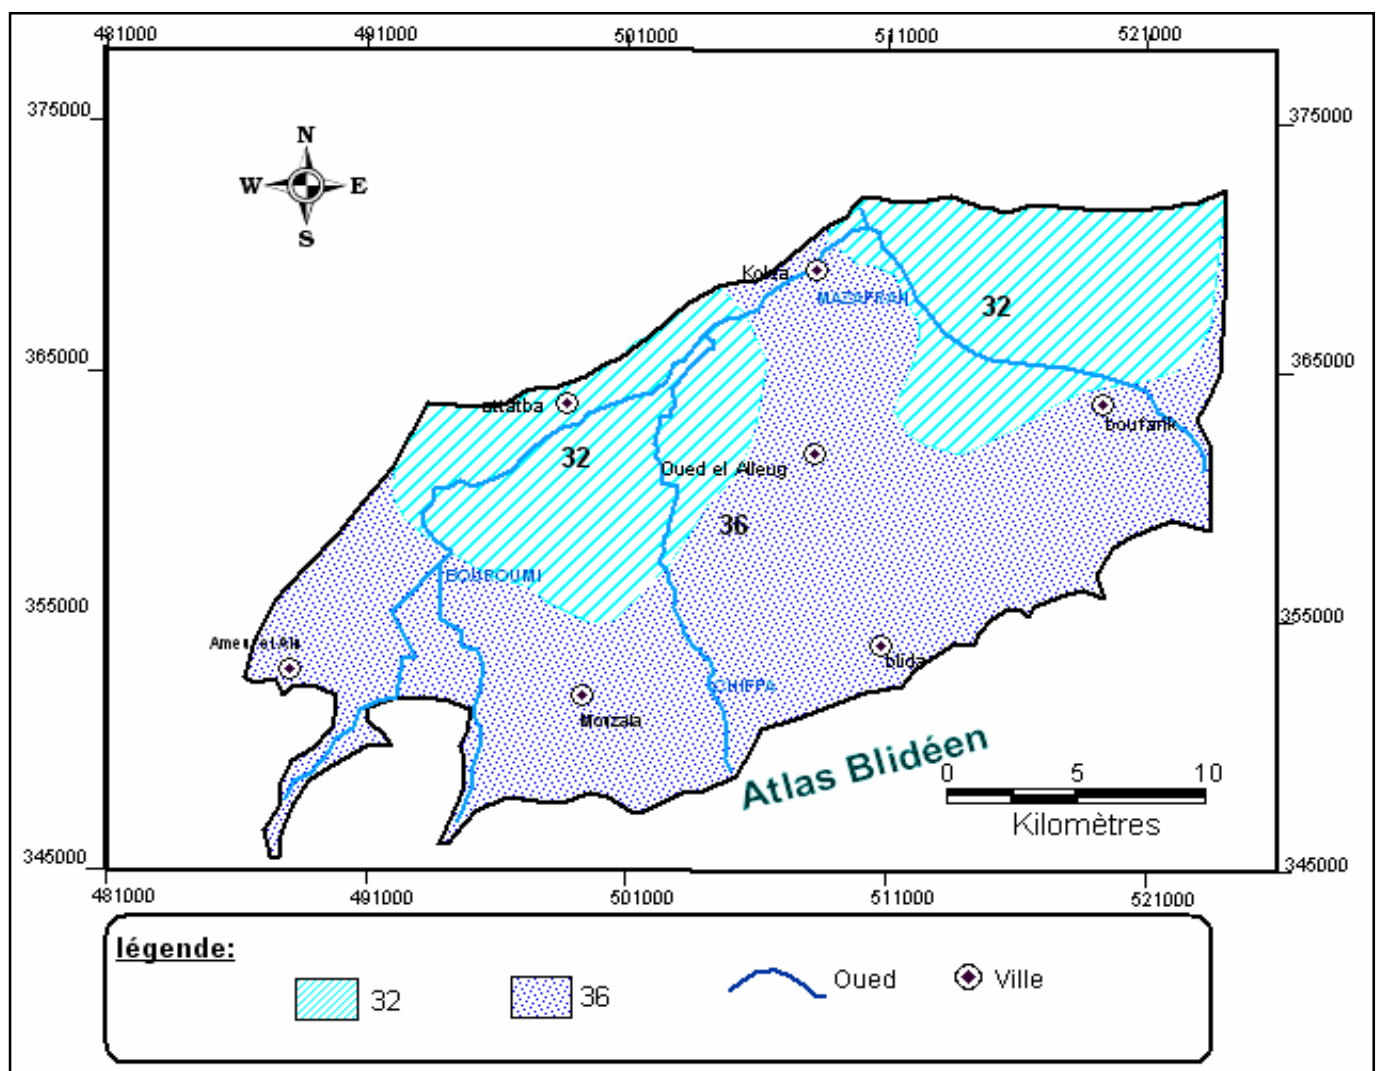 481000 491000 501000 511000 521000
375000 375000
N
W E
S
Kolea
MAZAFRAN
32
365000 365000
attatba
boufarik
32
Oued el Alleug
36
BOUROUMI
355000 355000
Ameur el Ain
blida
CHIFFA
Mouzaia
Atlas Blidéen
0 5 10
Kilomètres
345000 345000
481000 491000 501000 511000 521000
légende:
32 36 Oued Ville